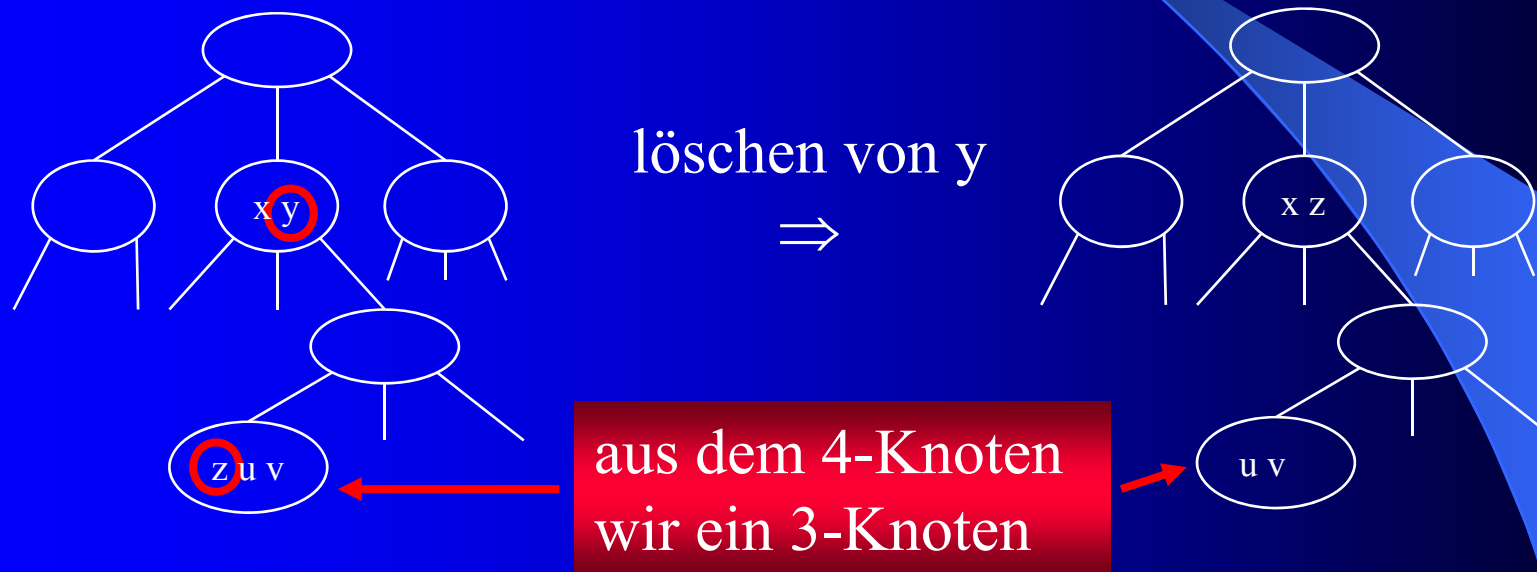 x y
löschen von y
⇒
x z
z u v
aus dem 4-Knoten
wir ein 3-Knoten
u v